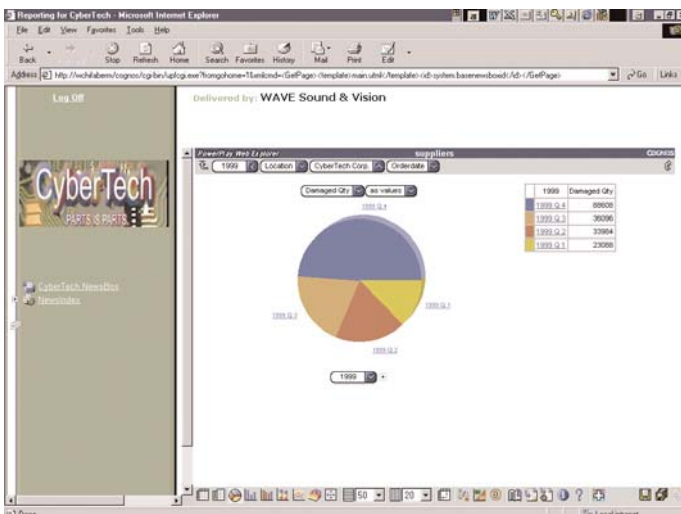 Reporting for CyberTech - Microsoft Internet Explorer
File Edit View Favorites Tools Help
Back Stop Refresh Home Search Favorites History Mail Print Edit
Address Go Links
Log Off
Delivered by: WAVE Sound & Vision
PowerPlay Web Explorer suppliers COGNOS
1999 Location CyberTech Corp. Orderdate
CyberTech
PARTS IS PARTS
Damaged Qty as values
1999 Q 4
1999 Damaged Qty
1999 Q 4 88608
1999 Q 3 36096
1999 Q 2 33984
1999 Q 1 23088
CyberTech NewsBox
NewsIndex
1999 Q 1
1999 Q 3
1999 Q 2
1999
50 20